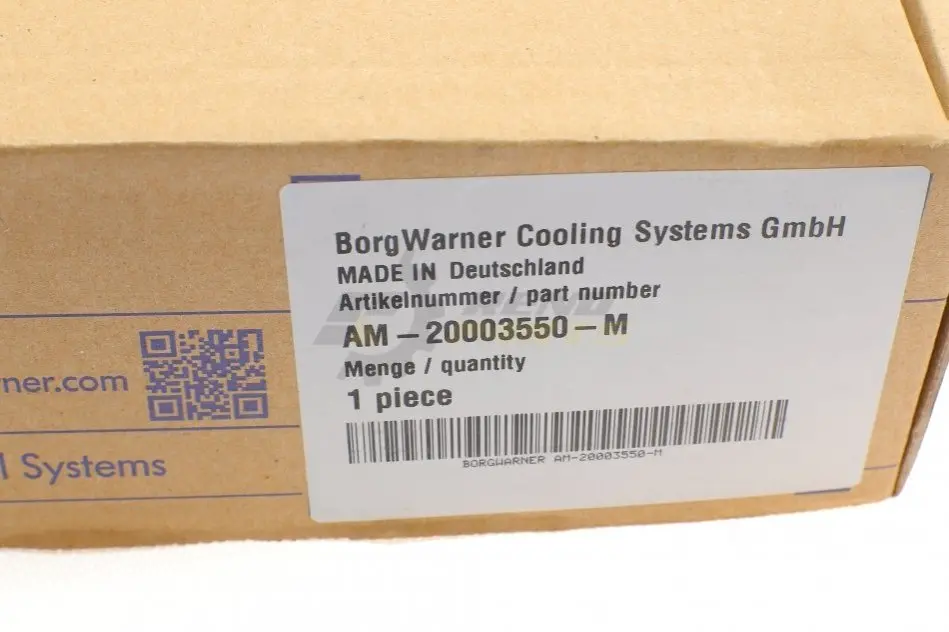 BorgWarner Cooling Systems GmbH
MADE IN Deutschland
Artikelnummer / part number
AM-20003550-M
Menge / quantity
1 piece
BORGWARNER AM-20003550-M
rner.com
l Systems